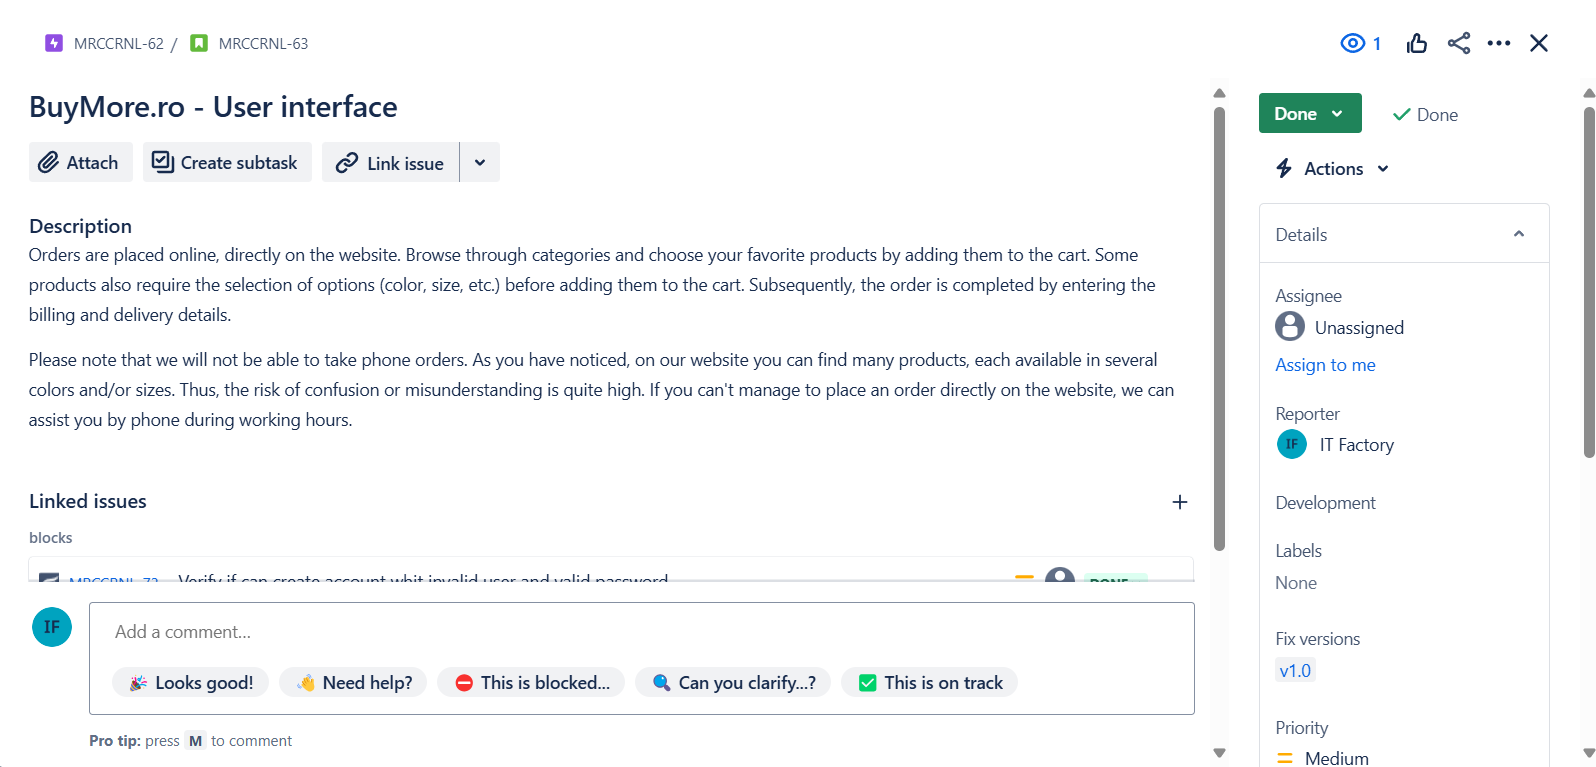 MRCCRNL-62 / MRCCRNL-63
1
BuyMore.ro - User interface
Attach
Create subtask
Link issue
Description
Orders are placed online, directly on the website. Browse through categories and choose your favorite products by adding them to the cart. Some
products also require the selection of options (color, size, etc.) before adding them to the cart. Subsequently, the order is completed by entering the
billing and delivery details.
Please note that we will not be able to take phone orders. As you have noticed, on our website you can find many products, each available in several
colors and/or sizes. Thus, the risk of confusion or misunderstanding is quite high. If you can't manage to place an order directly on the website, we can
assist you by phone during working hours.
Linked issues
blocks
MRCCRNL-72 Verify if can create account whit invalid user and valid password DONE
IF
Add a comment...
Looks good!
Need help?
This is blocked...
Can you clarify...?
This is on track
Pro tip: press M to comment
Done
Done
Actions
Details
Assignee
Unassigned
Assign to me
Reporter
IF IT Factory
Development
Labels
None
Fix versions
v1.0
Priority
Medium